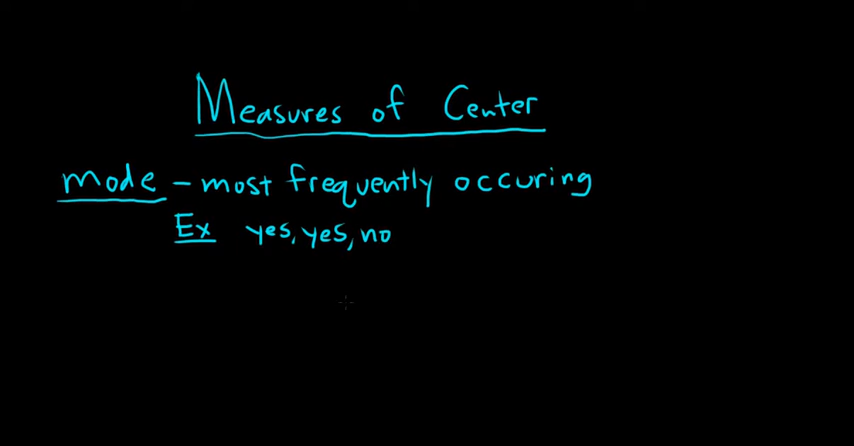 Measures of Center
mode - most frequently occuring
Ex yes, yes, no